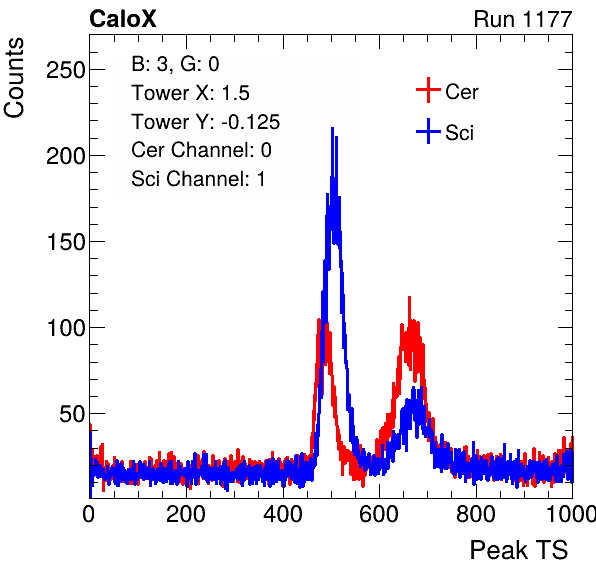 CaloX Run 1177
Counts
B: 3, G: 0
Tower X: 1.5
Tower Y: -0.125
Cer Channel: 0
Sci Channel: 1
Cer
Sci
250
200
150
100
50
0 200 400 600 800 1000
Peak TS